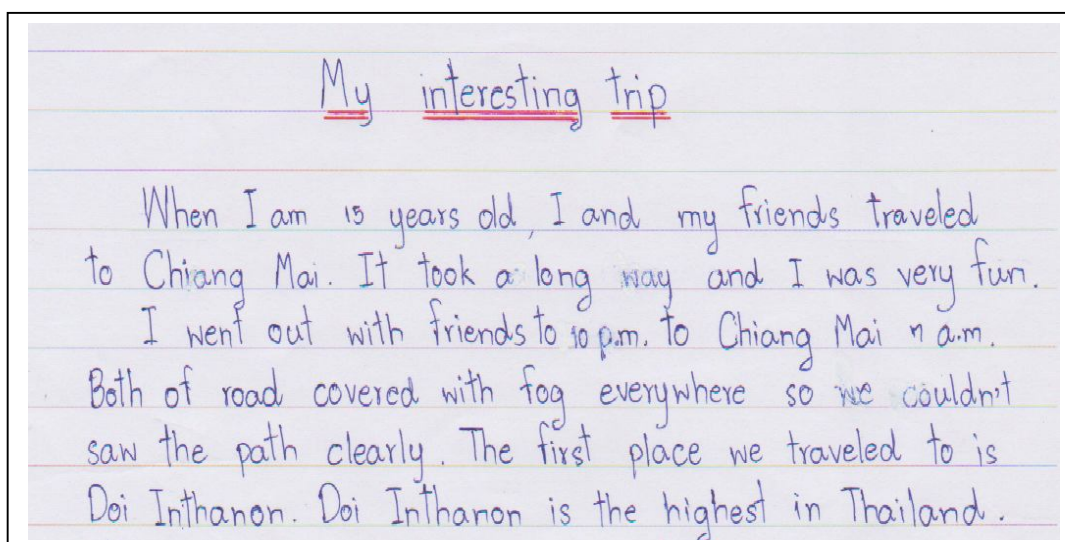 My interesting trip
When I am 15 years old, I and my friends traveled
to Chiang Mai. It took a long way and I was very fun.
I went out with friends to 10 p.m. to Chiang Mai 11 a.m.
Both of road covered with fog everywhere so we couldn't
saw the path clearly. The first place we traveled to is
Doi Inthanon. Doi Inthanon is the highest in Thailand.